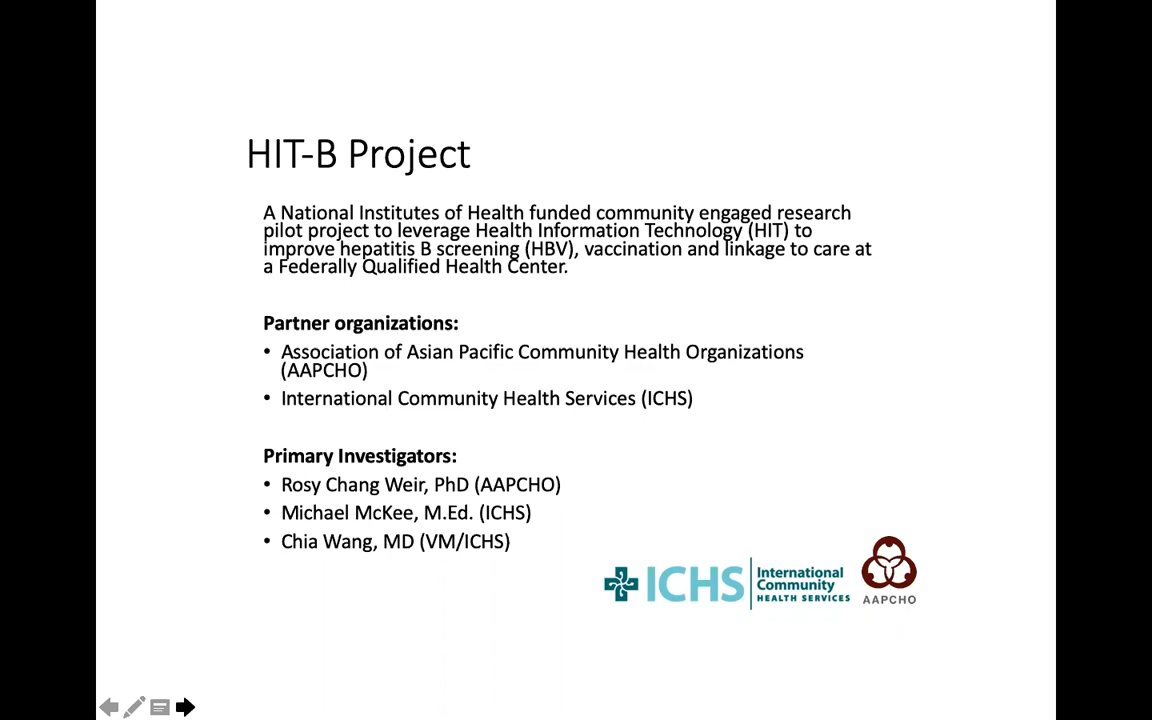 HIT-B Project
A National Institutes of Health funded community engaged research
pilot project to leverage Health Information Technology (HIT) to
improve hepatitis B screening (HBV), vaccination and linkage to care at
a Federally Qualified Health Center.
Partner organizations:
• Association of Asian Pacific Community Health Organizations
(AAPCHO)
• International Community Health Services (ICHS)
Primary Investigators:
• Rosy Chang Weir, PhD (AAPCHO)
• Michael McKee, M.Ed. (ICHS)
• Chia Wang, MD (VM/ICHS)
ICHS
International
Community
HEALTH SERVICES
AAPCHO